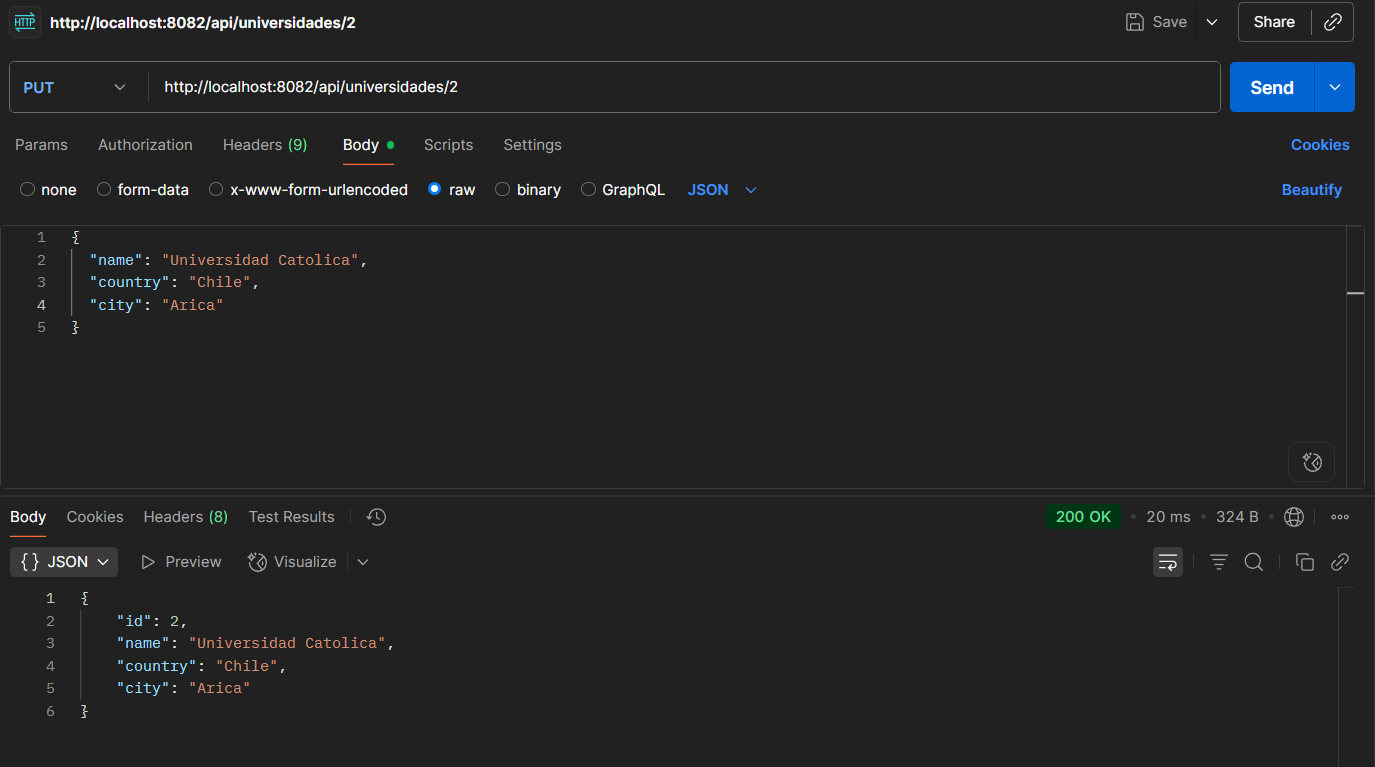 HTTP http://localhost:8082/api/universidades/2 Save Share
PUT http://localhost:8082/api/universidades/2 Send
Params Authorization Headers (9) Body Scripts Settings Cookies
none form-data x-www-form-urlencoded raw binary GraphQL JSON Beautify
1 {
2 "name": "Universidad Catolica",
3 "country": "Chile",
4 "city": "Arica"
5 }
Body Cookies Headers (8) Test Results 200 OK • 20 ms • 324 B •
{} JSON Preview Visualize
1 {
2 "id": 2,
3 "name": "Universidad Catolica",
4 "country": "Chile",
5 "city": "Arica"
6 }